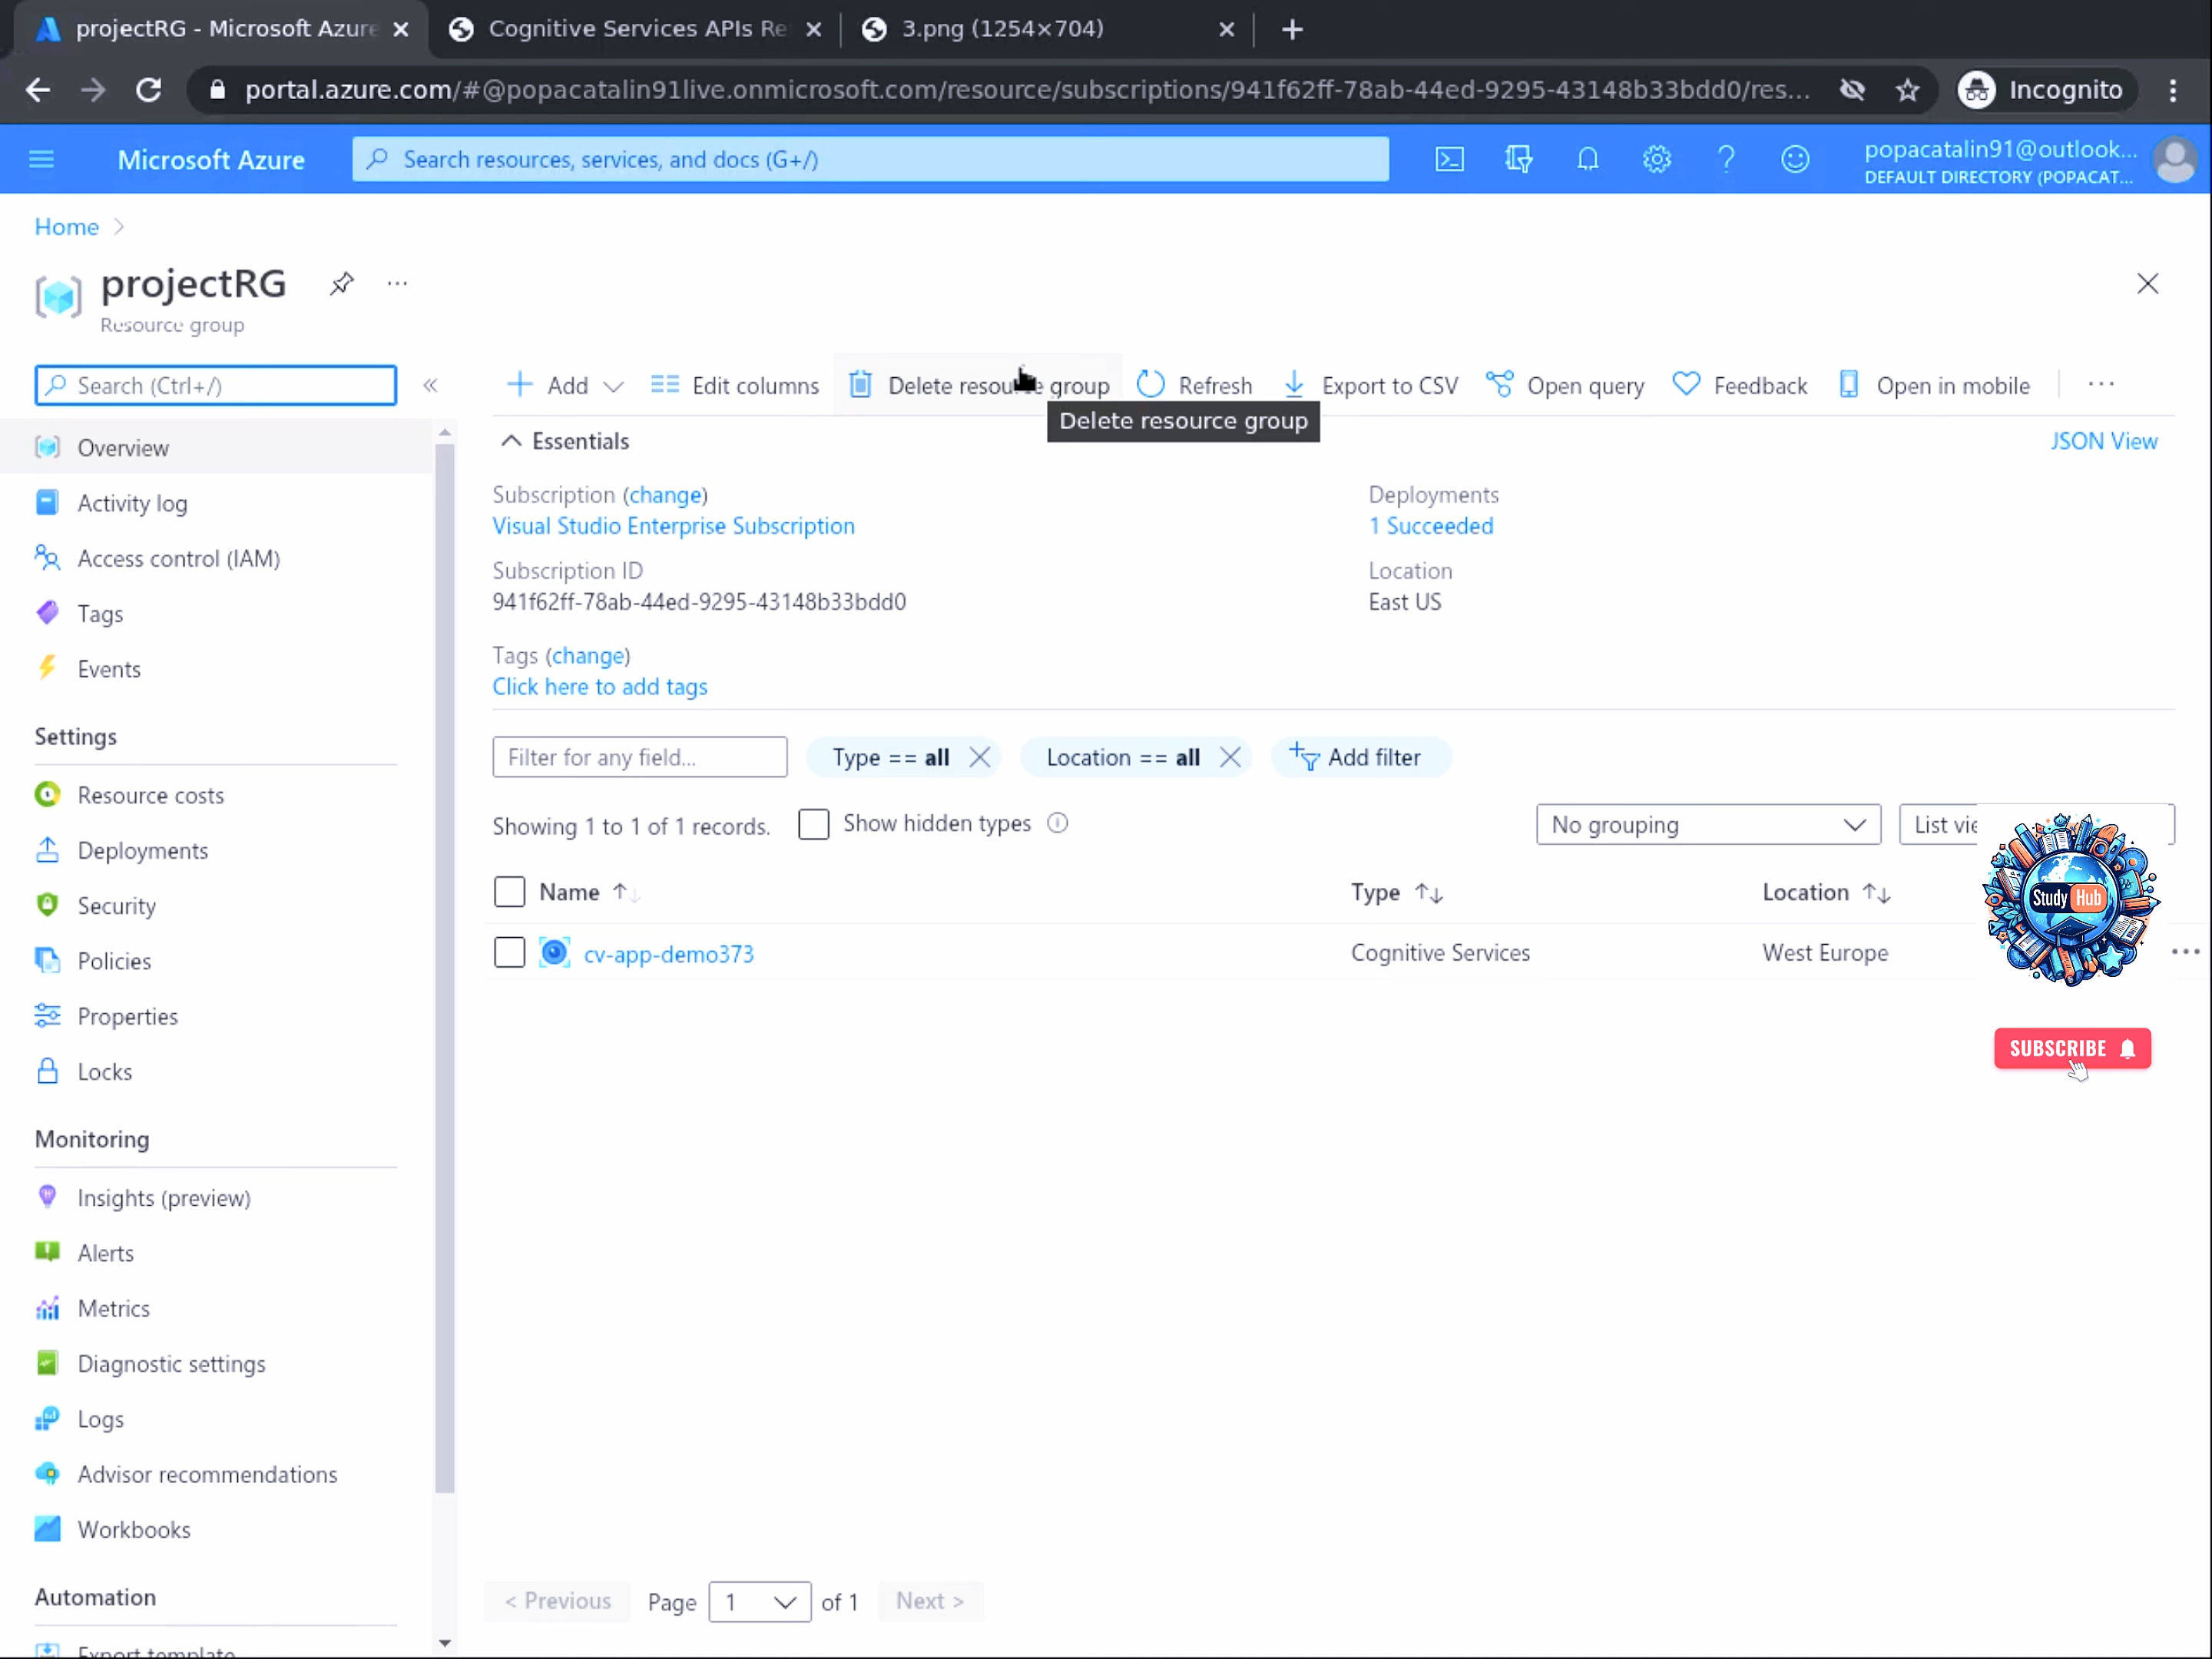 projectRG - Microsoft Azure
Cognitive Services APIs Re
3.png (1254×704)
portal.azure.com/#@popacatalin91live.onmicrosoft.com/resource/subscriptions/941f62ff-78ab-44ed-9295-43148b33bdd0/res...
Incognito
Microsoft Azure
Search resources, services, and docs (G+/)
popacatalin91@outlook...
DEFAULT DIRECTORY (POPACAT...
Home >
projectRG
Resource group
Search (Ctrl+/)
Add
Edit columns
Delete resource group
Refresh
Export to CSV
Open query
Feedback
Open in mobile
Delete resource group
Essentials
JSON View
Subscription (change)
Visual Studio Enterprise Subscription
Subscription ID
941f62ff-78ab-44ed-9295-43148b33bdd0
Tags (change)
Click here to add tags
Deployments
1 Succeeded
Location
East US
Overview
Activity log
Access control (IAM)
Tags
Events
Settings
Resource costs
Deployments
Security
Policies
Properties
Locks
Monitoring
Insights (preview)
Alerts
Metrics
Diagnostic settings
Logs
Advisor recommendations
Workbooks
Automation
Export template
Filter for any field...
Type == all
Location == all
Add filter
Showing 1 to 1 of 1 records.
Show hidden types
No grouping
List vie
Name
Type
Location
cv-app-demo373
Cognitive Services
West Europe
Study Hub
SUBSCRIBE
< Previous
Page 1 of 1
Next >